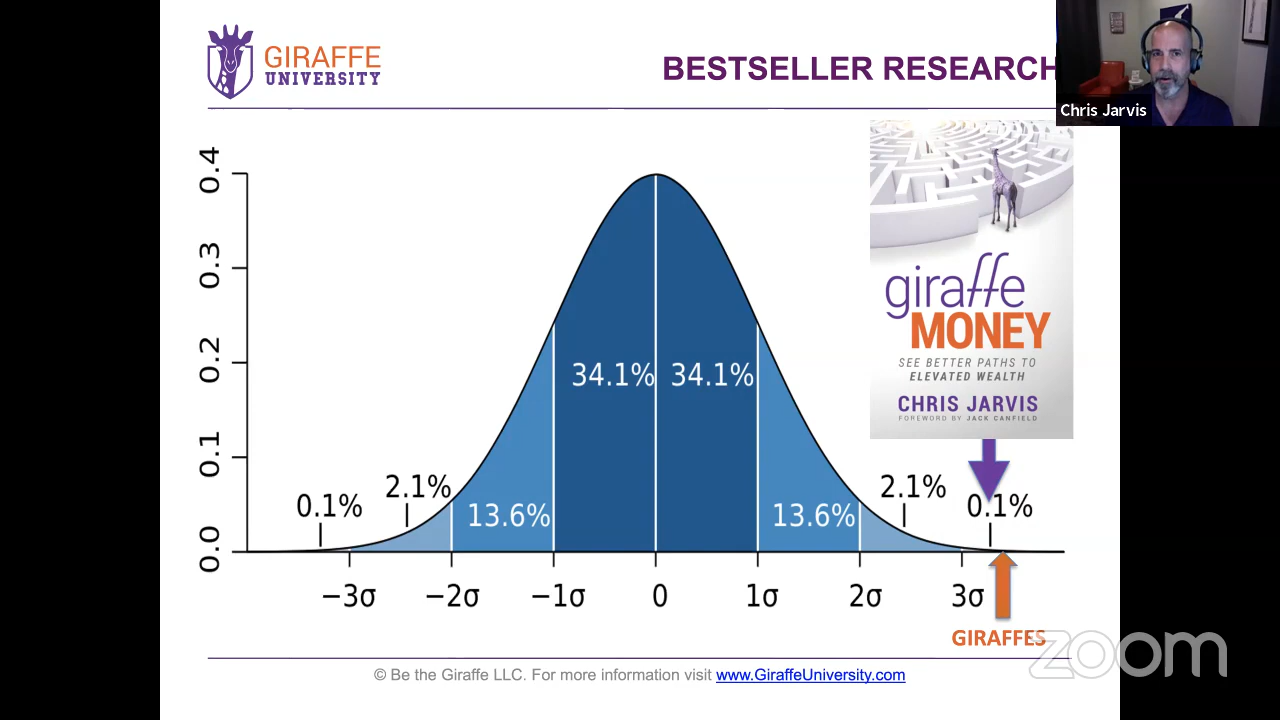 GIRAFFE
UNIVERSITY
BESTSELLER RESEARCH
Chris Jarvis
giraffe
MONEY
SEE BETTER PATHS TO
ELEVATED WEALTH
CHRIS JARVIS
FOREWORD BY JACK CANFIELD
0.4
0.3
0.2
0.1
0.0
34.1% 34.1%
0.1% 2.1% 13.6% 13.6% 2.1% 0.1%
−3σ −2σ −1σ 0 1σ 2σ 3σ
GIRAFFES
zoom
© Be the Giraffe LLC. For more information visit www.GiraffeUniversity.com